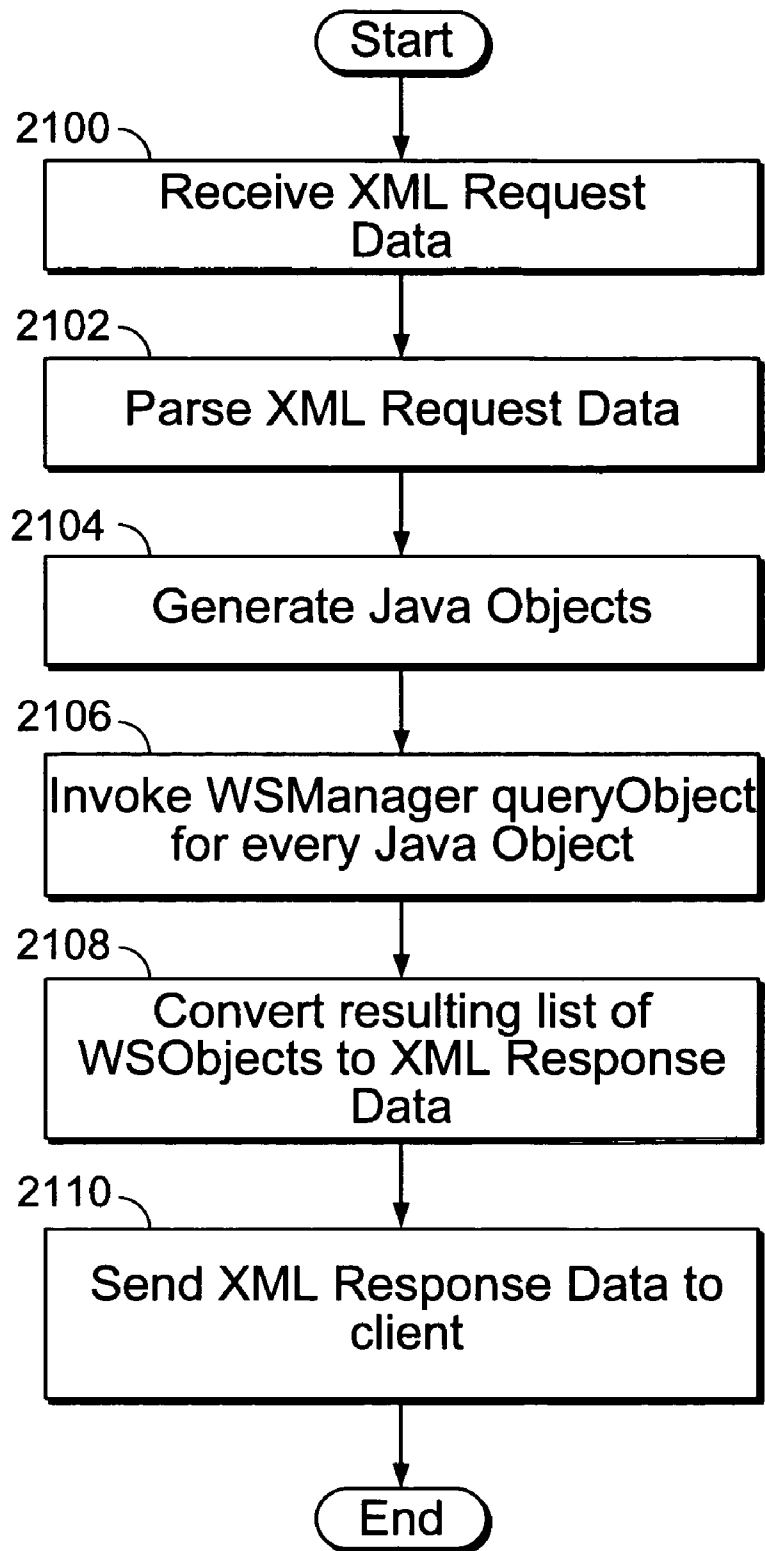 Start
2100
Receive XML Request
Data
2102
Parse XML Request Data
2104
Generate Java Objects
2106
Invoke WSManager queryObject
for every Java Object
2108
Convert resulting list of
WSObjects to XML Response
Data
2110
Send XML Response Data to
client
End